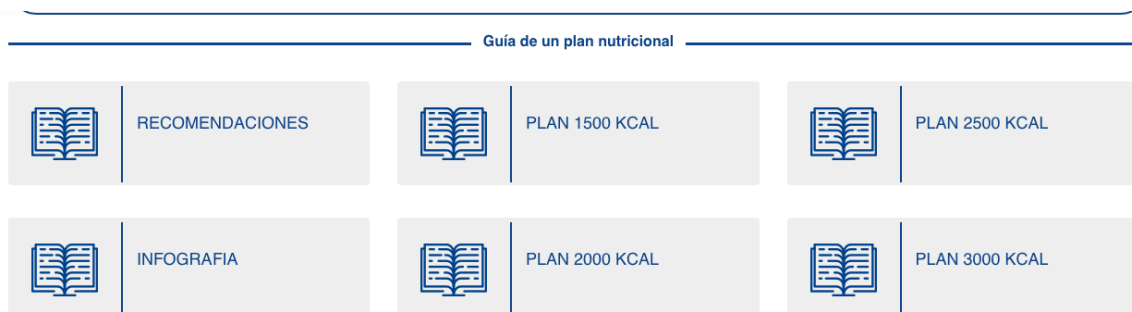 Guía de un plan nutricional
RECOMENDACIONES
PLAN 1500 KCAL
PLAN 2500 KCAL
INFOGRAFIA
PLAN 2000 KCAL
PLAN 3000 KCAL